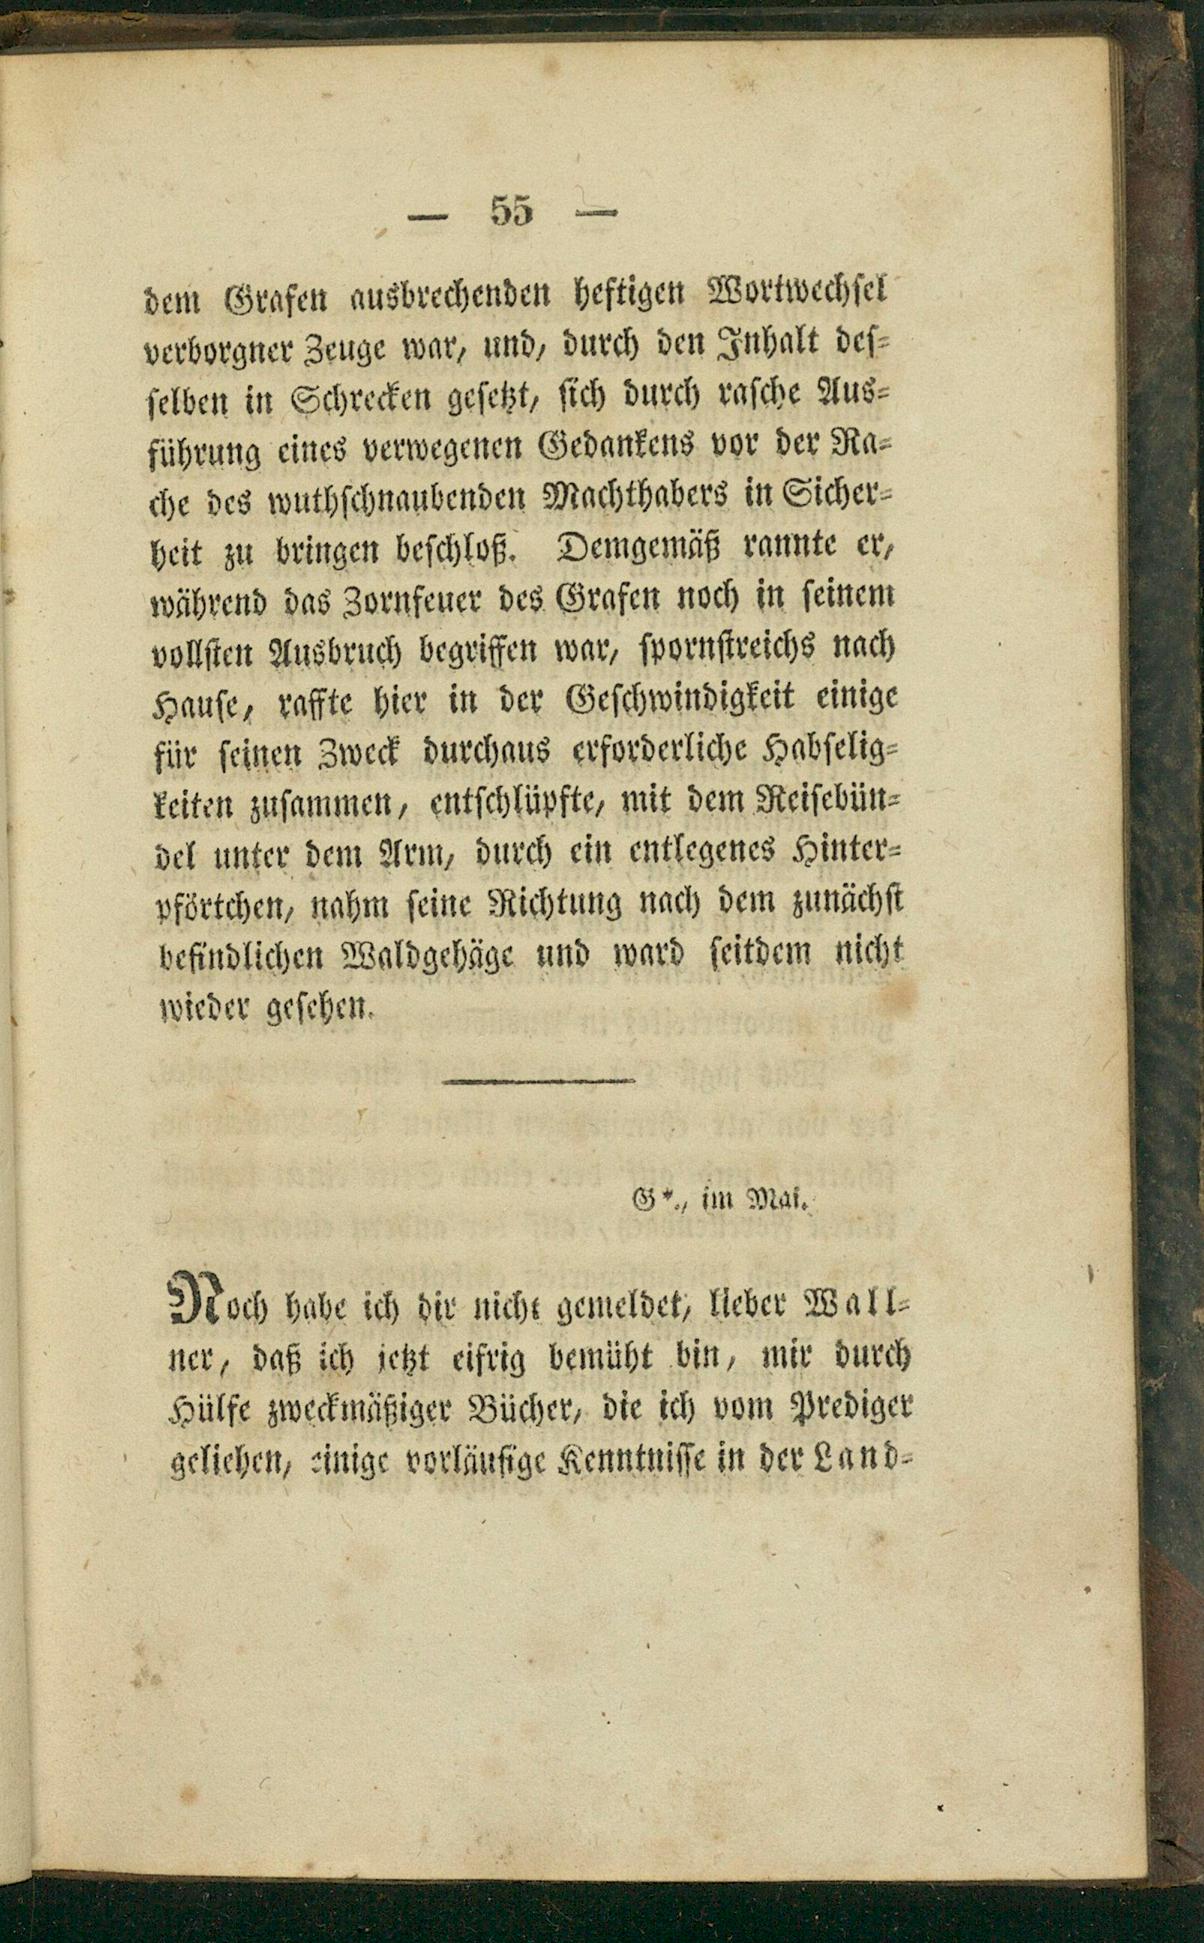 — 55 —
dem Grafen ausbrechenden heftigen Wortwechsel
verborgner Zeuge war, und, durch den Inhalt des-
selben in Schrecken gesetzt, sich durch rasche Aus-
führung eines verwegenen Gedankens vor der Ra-
che des wuthschnaubenden Machthabers in Sicher-
heit zu bringen beschloß. Demgemäß rannte er,
während das Zornfeuer des Grafen noch in seinem
vollsten Ausbruch begriffen war, spornstreichs nach
Hause, raffte hier in der Geschwindigkeit einige
für seinen Zweck durchaus erforderliche Habselig-
keiten zusammen, entschlüpfte, mit dem Reisebün-
del unter dem Arm, durch ein entlegenes Hinter-
pförtchen, nahm seine Richtung nach dem zunächst
befindlichen Waldgehäge und ward seitdem nicht
wieder gesehen.
G*., im Mai.
Noch habe ich dir nicht gemeldet, lieber Wall-
ner, daß ich jetzt eifrig bemüht bin, mir durch
Hülfe zweckmäßiger Bücher, die ich vom Prediger
geliehen, einige vorläufige Kenntnisse in der Land-